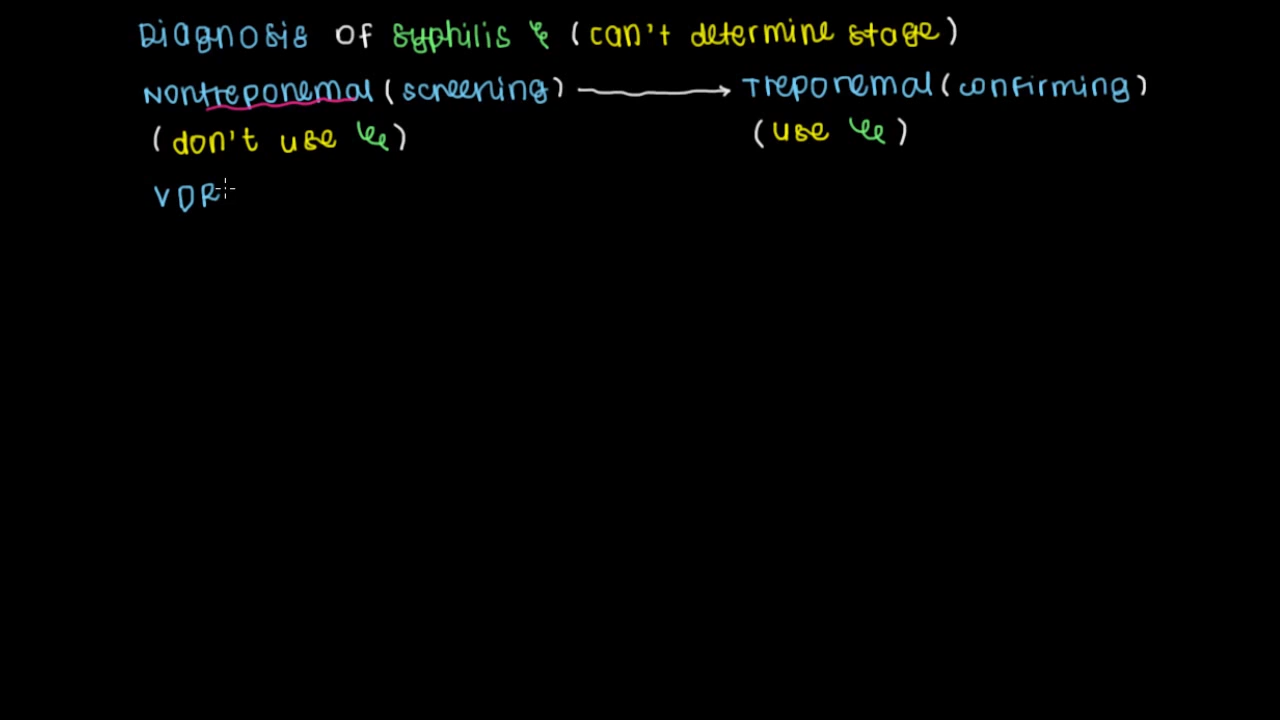 Diagnosis of syphilis (can't determine stage)
Nontreponemal (screening) → Treponemal (confirming)
(don't use ) (use )
VDR